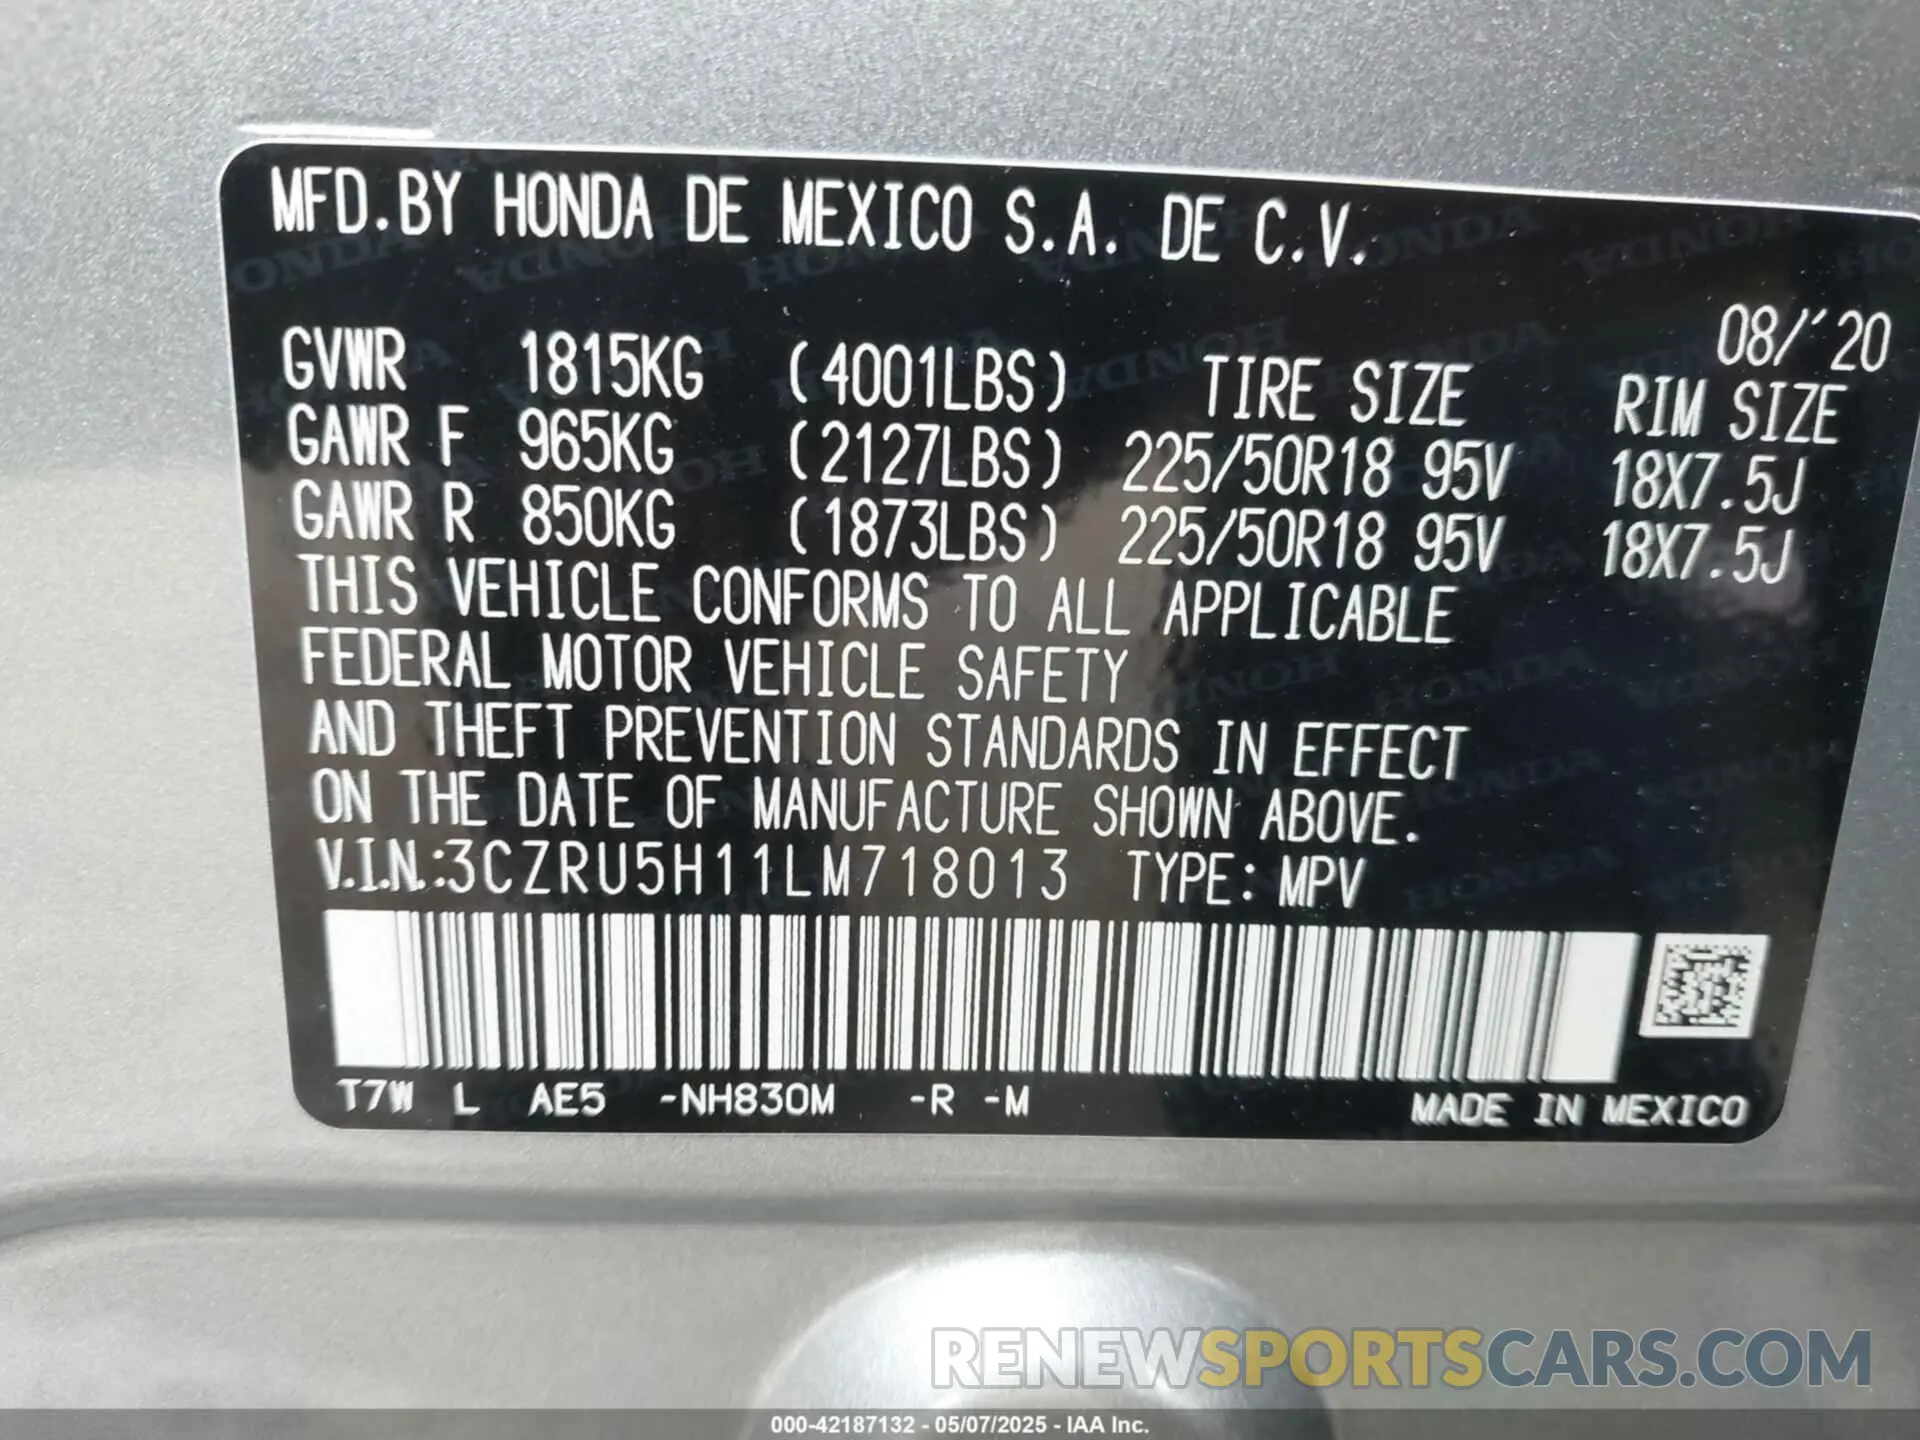 MFD.BY HONDA DE MEXICO S.A. DE C.V.
08/'20
GVWR 1815KG (4001LBS) TIRE SIZE RIM SIZE
GAWR F 965KG (2127LBS) 225/50R18 95V 18X7.5J
GAWR R 850KG (1873LBS) 225/50R18 95V 18X7.5J
THIS VEHICLE CONFORMS TO ALL APPLICABLE
FEDERAL MOTOR VEHICLE SAFETY
AND THEFT PREVENTION STANDARDS IN EFFECT
ON THE DATE OF MANUFACTURE SHOWN ABOVE.
V.I.N.:3CZRU5H11LM718013 TYPE: MPV
T7W L AE5 -NH830M -R -M MADE IN MEXICO
RENEWSPORTSCARS.COM
000-42187132 - 05/07/2025 - IAA Inc.